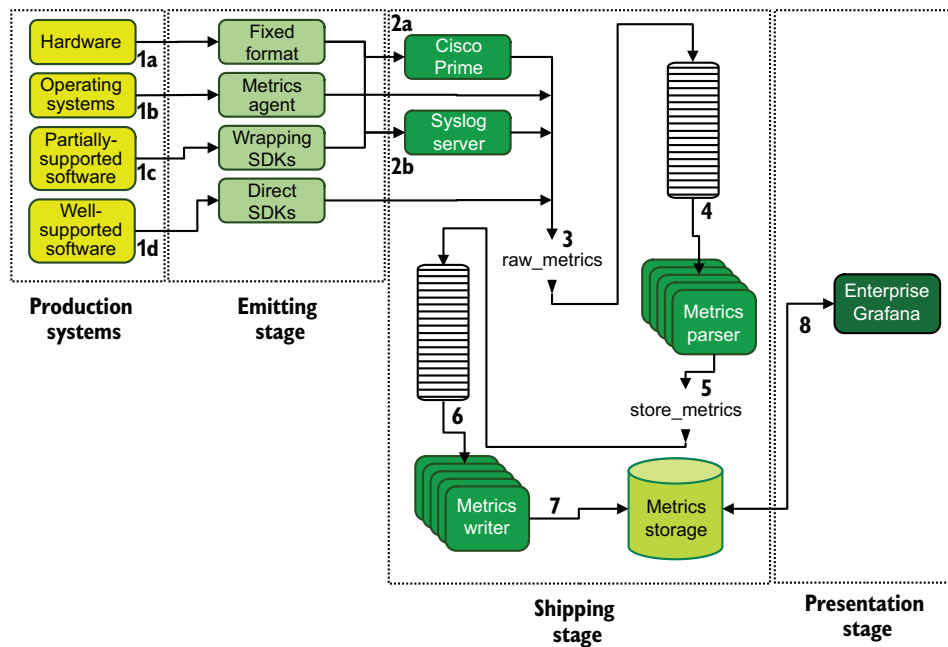 Hardware
1a
Operating
systems
1b
Partially-
supported
software
1c
Well-
supported
software
1d
Production
systems
Fixed
format
Metrics
agent
Wrapping
SDKs
Direct
SDKs
Emitting
stage
2a
Cisco
Prime
Syslog
server
2b
3
raw_metrics
4
Metrics
parser
5
store_metrics
6
Metrics
writer
7
Metrics
storage
Shipping
stage
8
Enterprise
Grafana
Presentation
stage